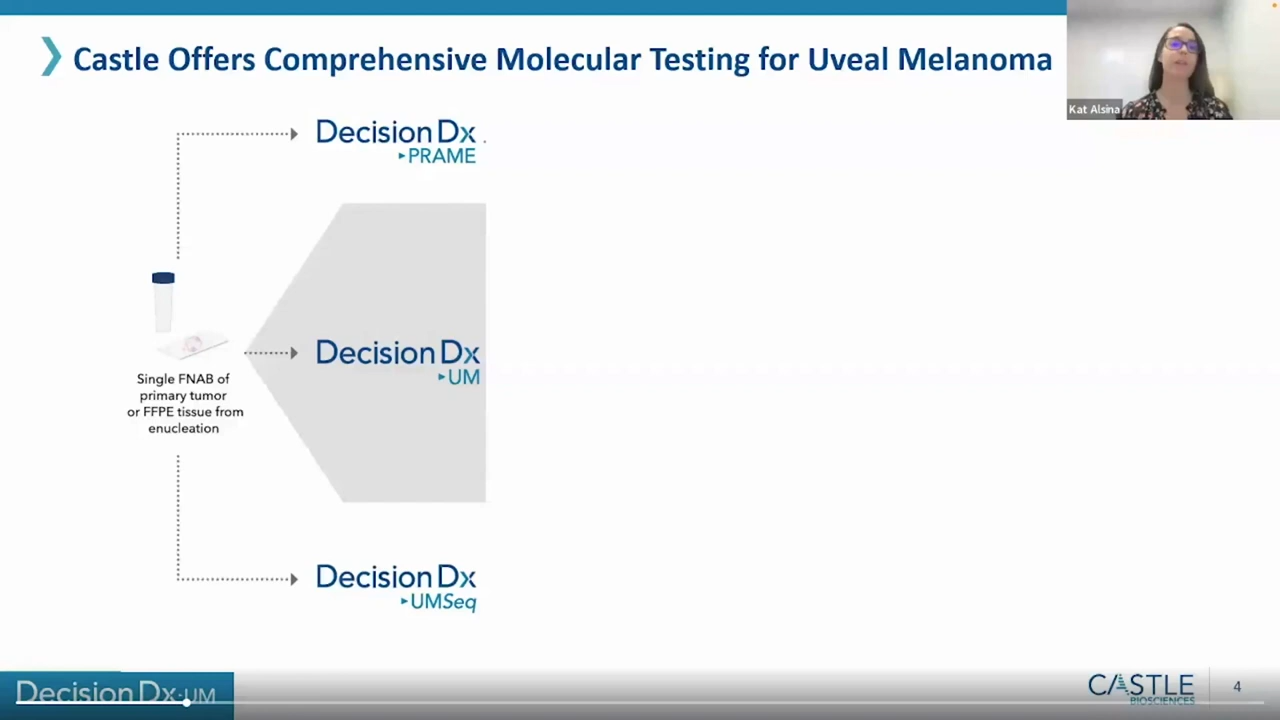 Castle Offers Comprehensive Molecular Testing for Uveal Melanoma
Kat Alsina
DecisionDx.
PRAME
DecisionDx
UM
Single FNAB of
primary tumor
or FFPE tissue from
enucleation
DecisionDx
UMSeq
DecisionDx·UM
CASTLE
BIOSCIENCES
4